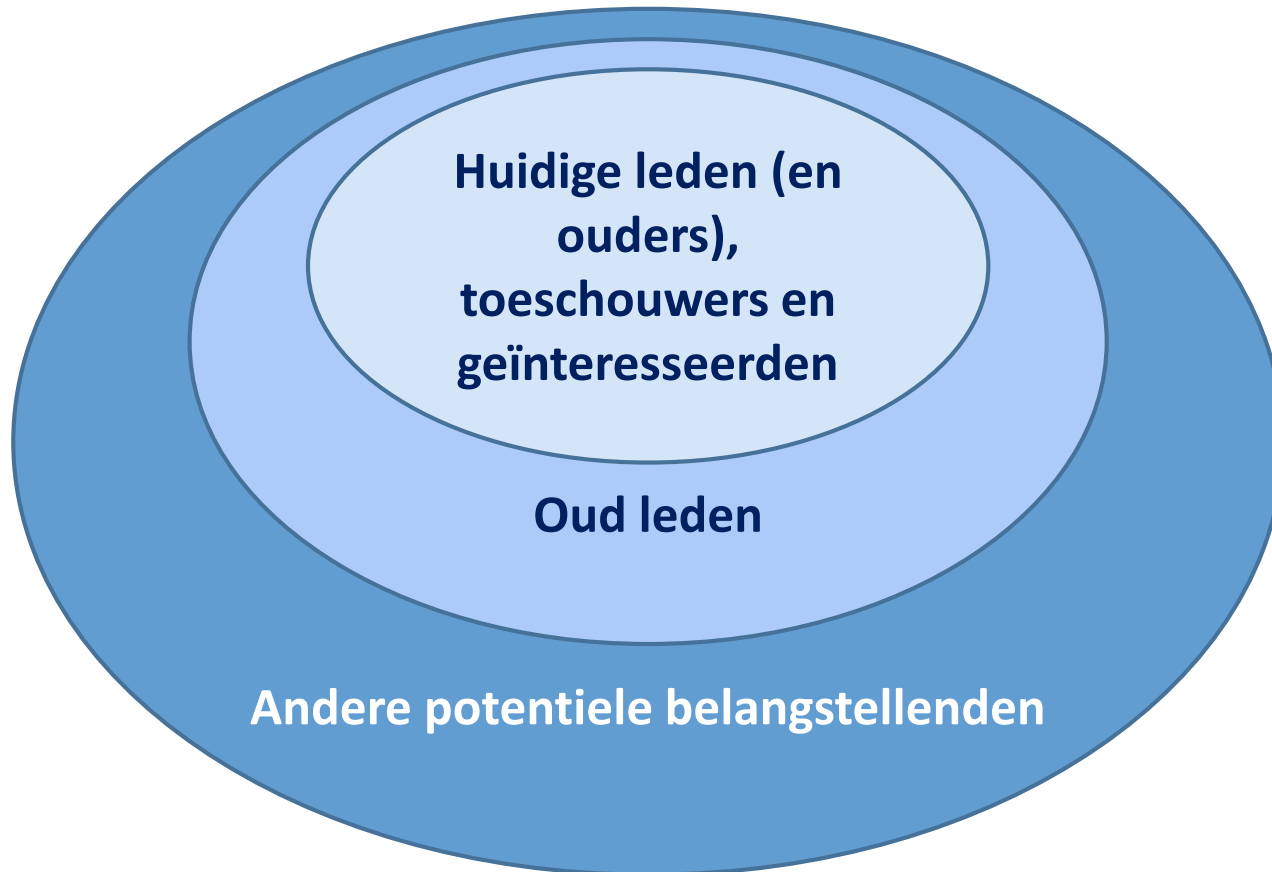 Huidige leden (en
ouders),
toeschouwers en
geïnteresseerden
Oud leden
Andere potentiele belangstellenden